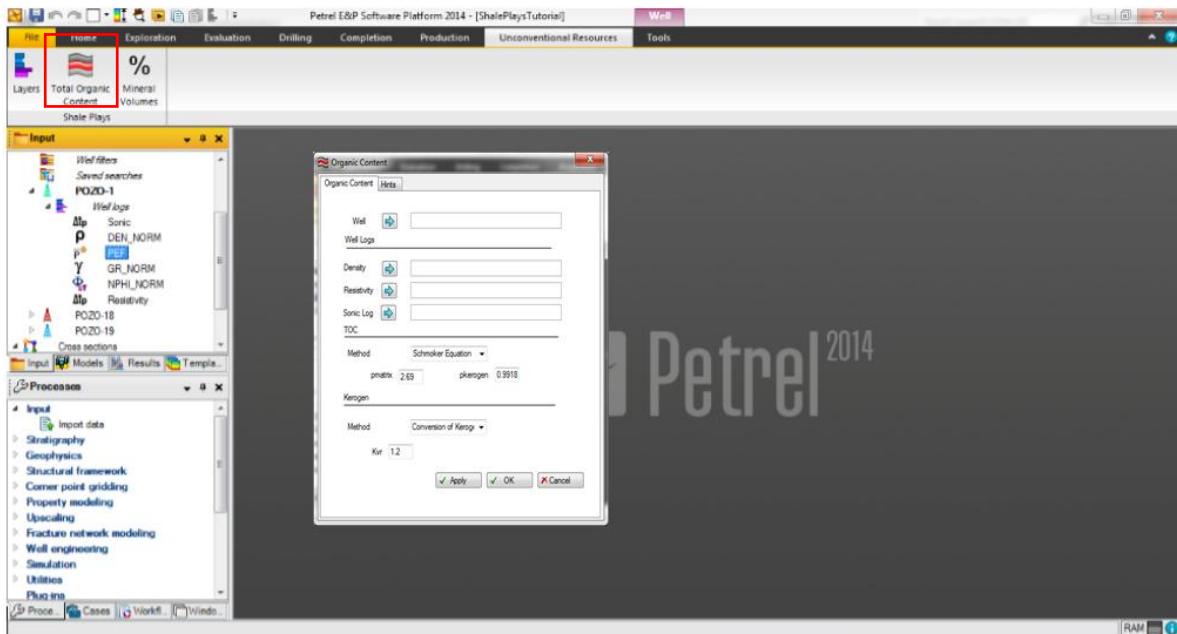 Petrel E&P Software Platform 2014 - [ShalePlaysTutorial]
Well
File Home Exploration Evaluation Drilling Completion Production Unconventional Resources Tools
Layers
Total Organic
Content
Mineral
Volumes
Shale Plays
Input
Well filters
Saved searches
POZO-1
Well logs
Δtp Sonic
ρ DEN_NORM
PEF
γ GR_NORM
NPHI_NORM
Δtp Resistivity
POZO-18
POZO-19
Cross sections
Input Models Results Templa...
Processes
Input
Import data
Stratigraphy
Geophysics
Structural framework
Corner point gridding
Property modeling
Upscaling
Fracture network modeling
Well engineering
Simulation
Utilities
Plug-ins
Proce... Cases Workfl... Windo...
Organic Content
Organic Content Hints
Well
Well Logs
Density
Resistivity
Sonic Log
TOC
Method Schmoker Equation
pmatrix 2.69 pkerogen 0.9918
Kerogen
Method Conversion of Keroge
Kvr 1.2
Apply OK Cancel
Petrel 2014
RAM